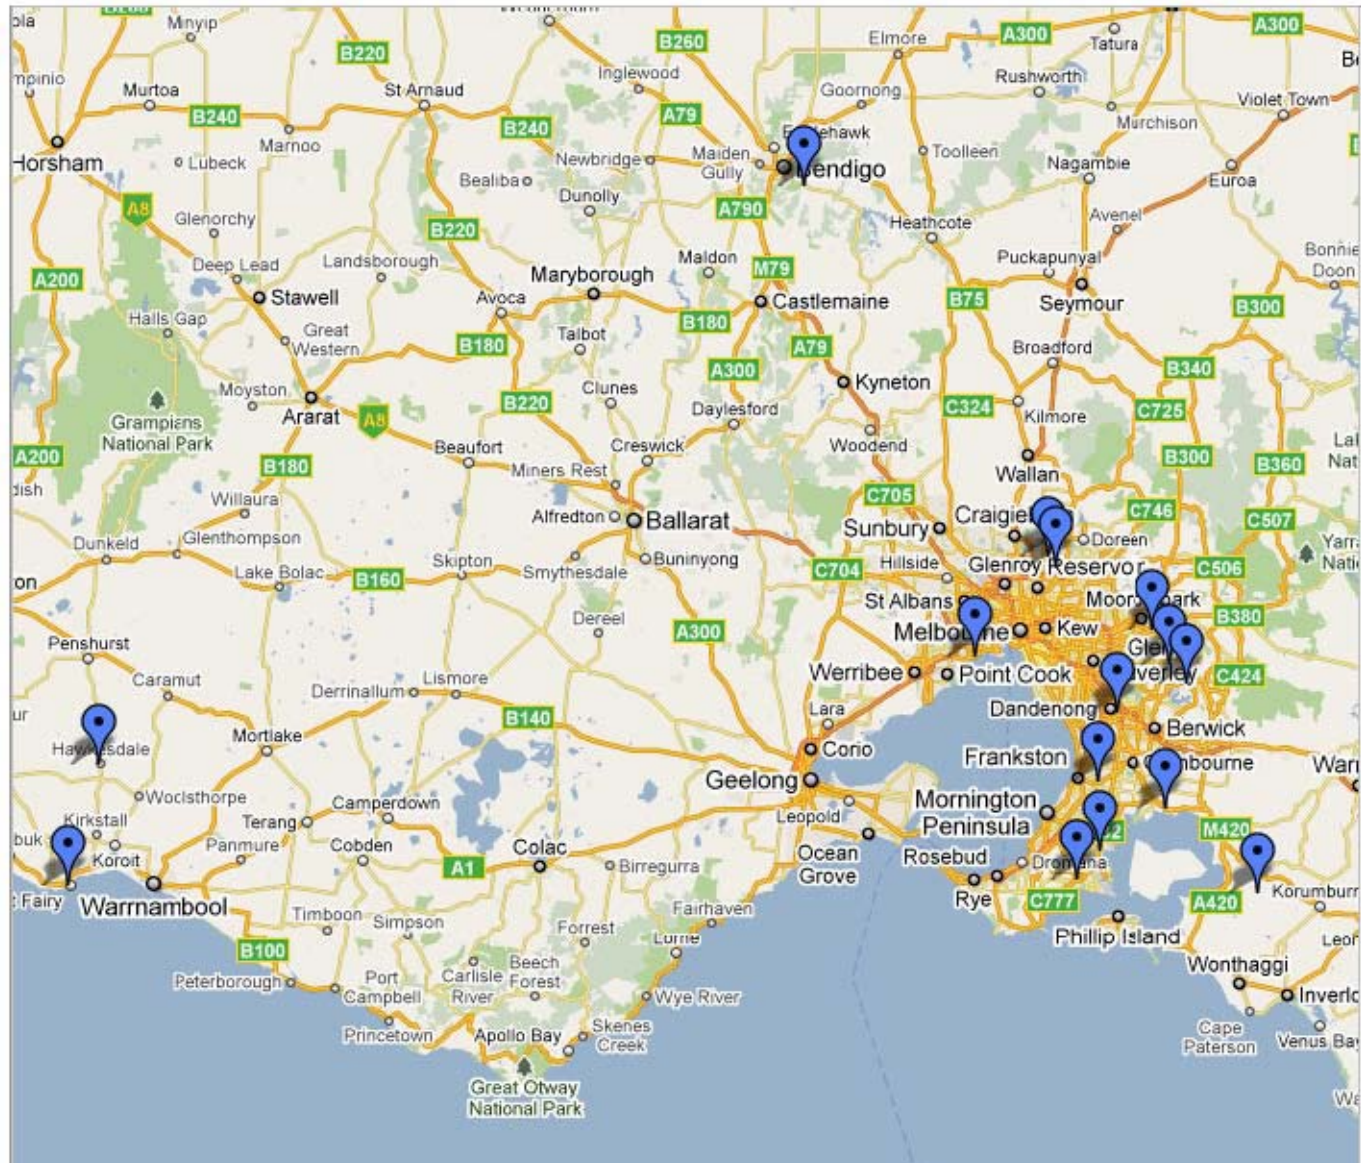 Minyip
B220
B260
Elmore
A300
Tatura
A300
Inglewood
Rushworth
Murtoa
St Arnaud
Goornong
Violet Town
B240
A79
B240
Murchison
Marnoo
Horsham
Lubeck
Newbridge
Maiden
Gully
Toolleen
Nagambie
Bendigo
Bealiba
Euroa
Dunolly
A8
A790
Glenorchy
B220
Heathcote
Avenel
Deep Lead
Landsborough
Maldon
Puckapunyal
Bonnie
Doon
A200
Maryborough
M79
Stawell
Avoca
Castlemaine
B75
Seymour
B300
Halls Gap
Great
Western
Talbot
B180
B180
A79
Broadford
Moyston
Clunes
A300
Kyneton
B340
Grampians
National Park
Ararat
A8
B220
Daylesford
C324
Kilmore
C725
A200
Beaufort
Creswick
Woodend
B180
Miners Rest
Wallan
B300
B360
Willaura
C705
Alfredton
Ballarat
Sunbury
C746
C507
Dunkeld
Glenthompson
Buninyong
Doreen
Skipton
Smythesdale
Hillside
Glenroy
Reservor
C506
Lake Bolac
B160
C704
St Albans
Dereel
A300
Melbourne
Kew
B380
Penshurst
Werribee
Point Cook
C424
Caramut
Derrinallum
Lismore
Lara
Dandenong
B140
Berwick
Hawkesdale
Mortlake
Corio
Frankston
Geelong
Woolsthorpe
Camperdown
Leopold
Mornington
Peninsula
Kirkstall
Terang
M420
Koroit
Panmure
Cobden
A1
Colac
Birregurra
Ocean
Grove
Rosebud
Dromana
Warrnambool
Rye
C777
A420
Timboon
Simpson
Fairhaven
Phillip Island
B100
Forrest
Lorne
Wonthaggi
Peterborough
Port
Campbell
Carlisle
River
Beech
Forest
Wye River
Princetown
Apollo Bay
Skenes
Creek
Cape
Paterson
Venus Bay
Great Otway
National Park